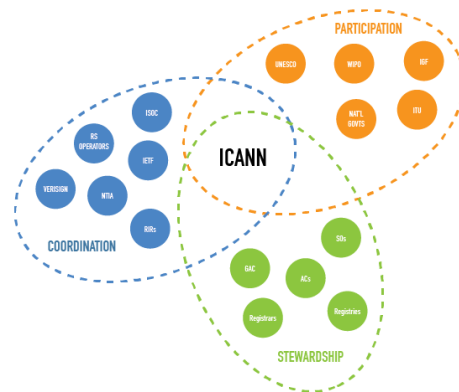 PARTICIPATION
UNESCO
WIPO
IGF
NAT'L
GOVTS
ITU
ISOC
RS
OPERATORS
IETF
VERISIGN
NTIA
RIRs
COORDINATION
ICANN
SOs
GAC
ACs
Registrars
Registries
STEWARDSHIP